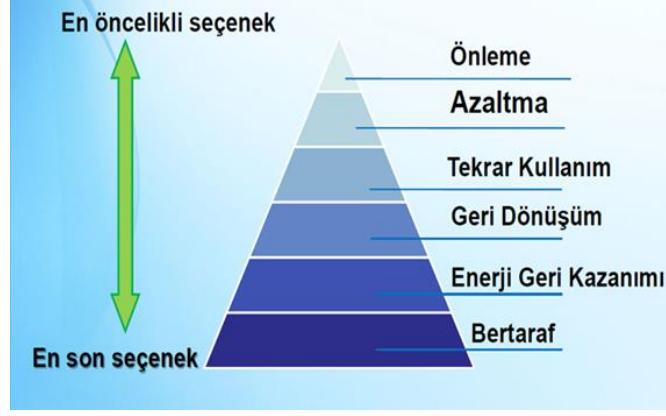 En öncelikli seçenek
Önleme
Azaltma
Tekrar Kullanım
Geri Dönüşüm
Enerji Geri Kazanımı
Bertaraf
En son seçenek